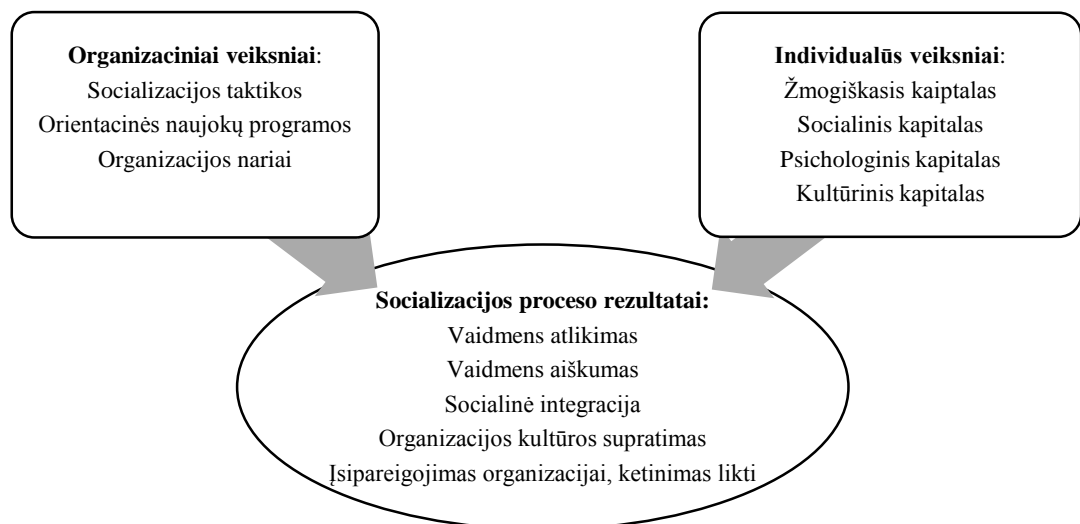 Organizaciniai veiksniai:
Socializacijos taktikos
Orientacinės naujokų programos
Organizacijos nariai
Individualūs veiksniai:
Žmogiškasis kaiptalas
Socialinis kapitalas
Psichologinis kapitalas
Kultūrinis kapitalas
Socializacijos proceso rezultatai:
Vaidmens atlikimas
Vaidmens aiškumas
Socialinė integracija
Organizacijos kultūros supratimas
Įsipareigojimas organizacijai, ketinimas likti